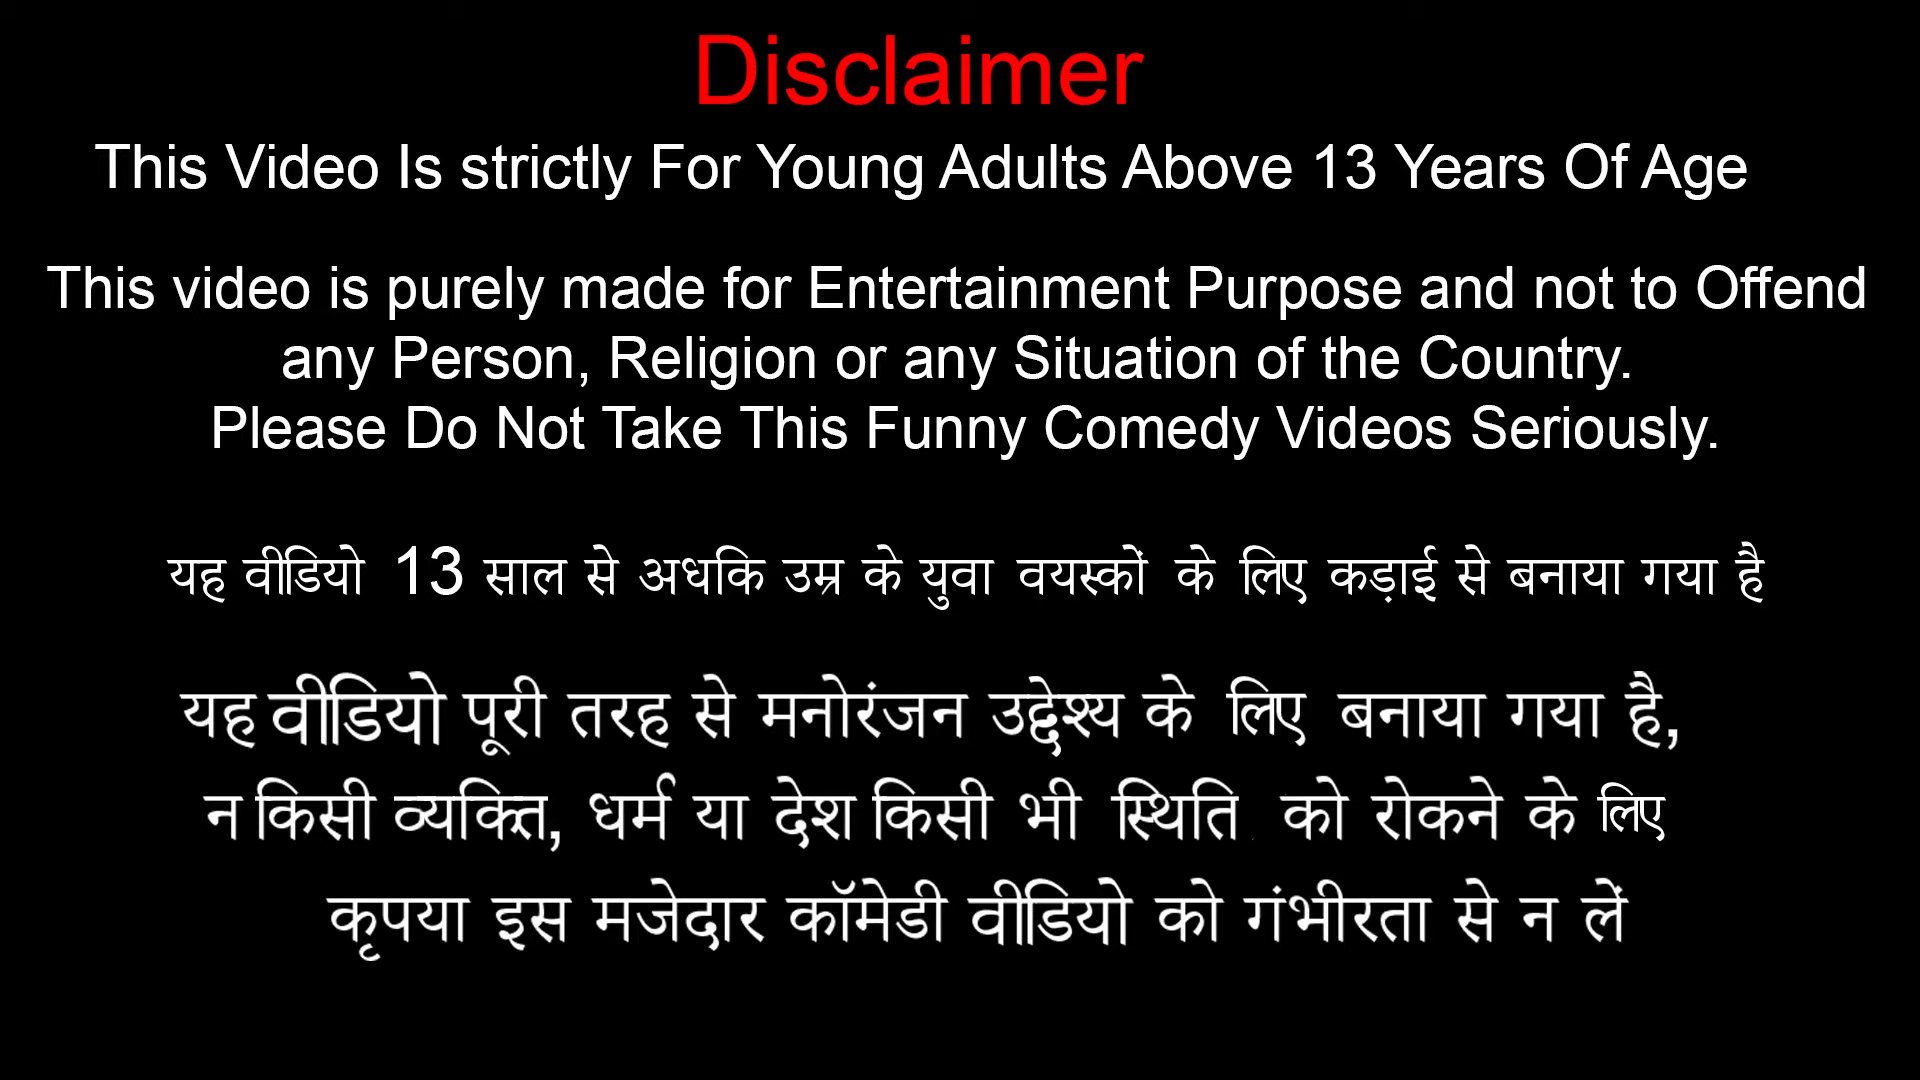 Disclaimer
This Video Is strictly For Young Adults Above 13 Years Of Age
This video is purely made for Entertainment Purpose and not to Offend
any Person, Religion or any Situation of the Country.
Please Do Not Take This Funny Comedy Videos Seriously.
यह वीडियो 13 साल से अधकि उम्र के युवा वयस्कों के लिए कड़ाई से बनाया गया है
यह वीडियो पूरी तरह से मनोरंजन उद्देश्य के लिए बनाया गया है,
न किसी व्यक्ति, धर्म या देश किसी भी स्थिति को रोकने के लिए
कृपया इस मजेदार कॉमेडी वीडियो को गंभीरता से न लें